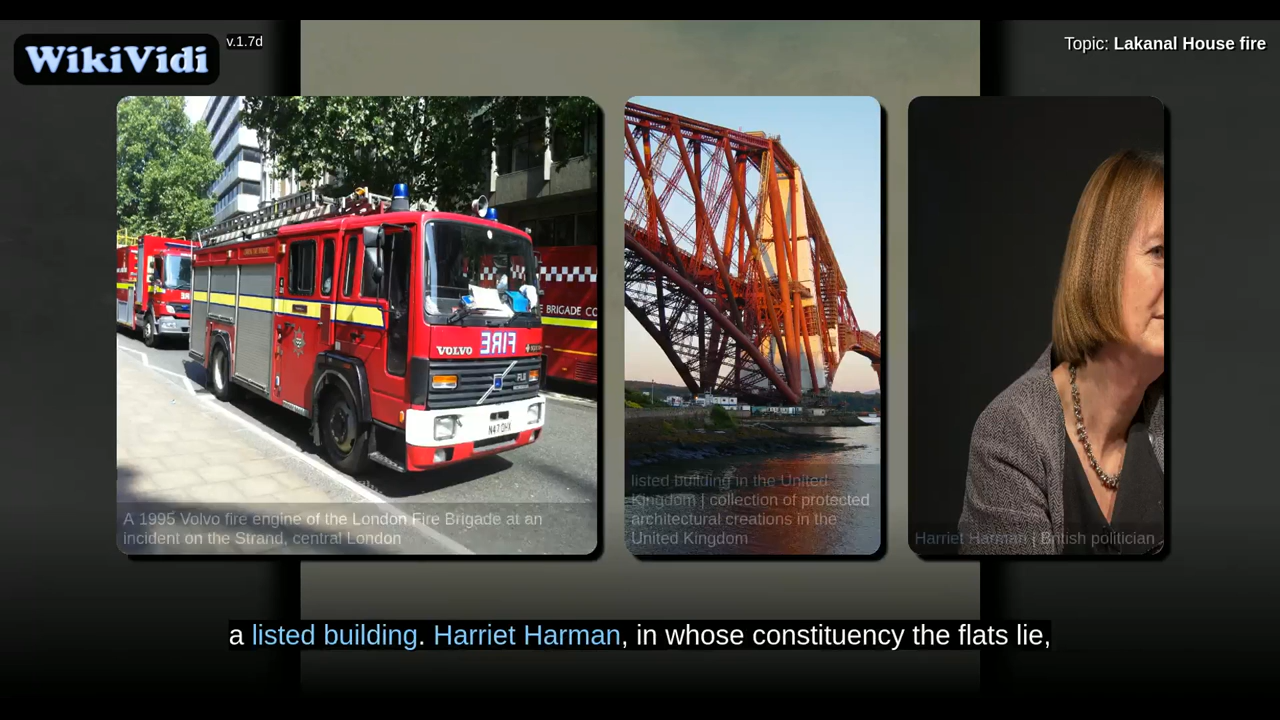 WikiVidi
v.1.7d
Topic: Lakanal House fire
VOLVO
FIRE
FL6
N47 OHX
BRIGADE CO
A 1995 Volvo fire engine of the London Fire Brigade at an
incident on the Strand, central London
listed building in the United
Kingdom | collection of protected
architectural creations in the
United Kingdom
Harriet Harman | British politician
a listed building. Harriet Harman, in whose constituency the flats lie,